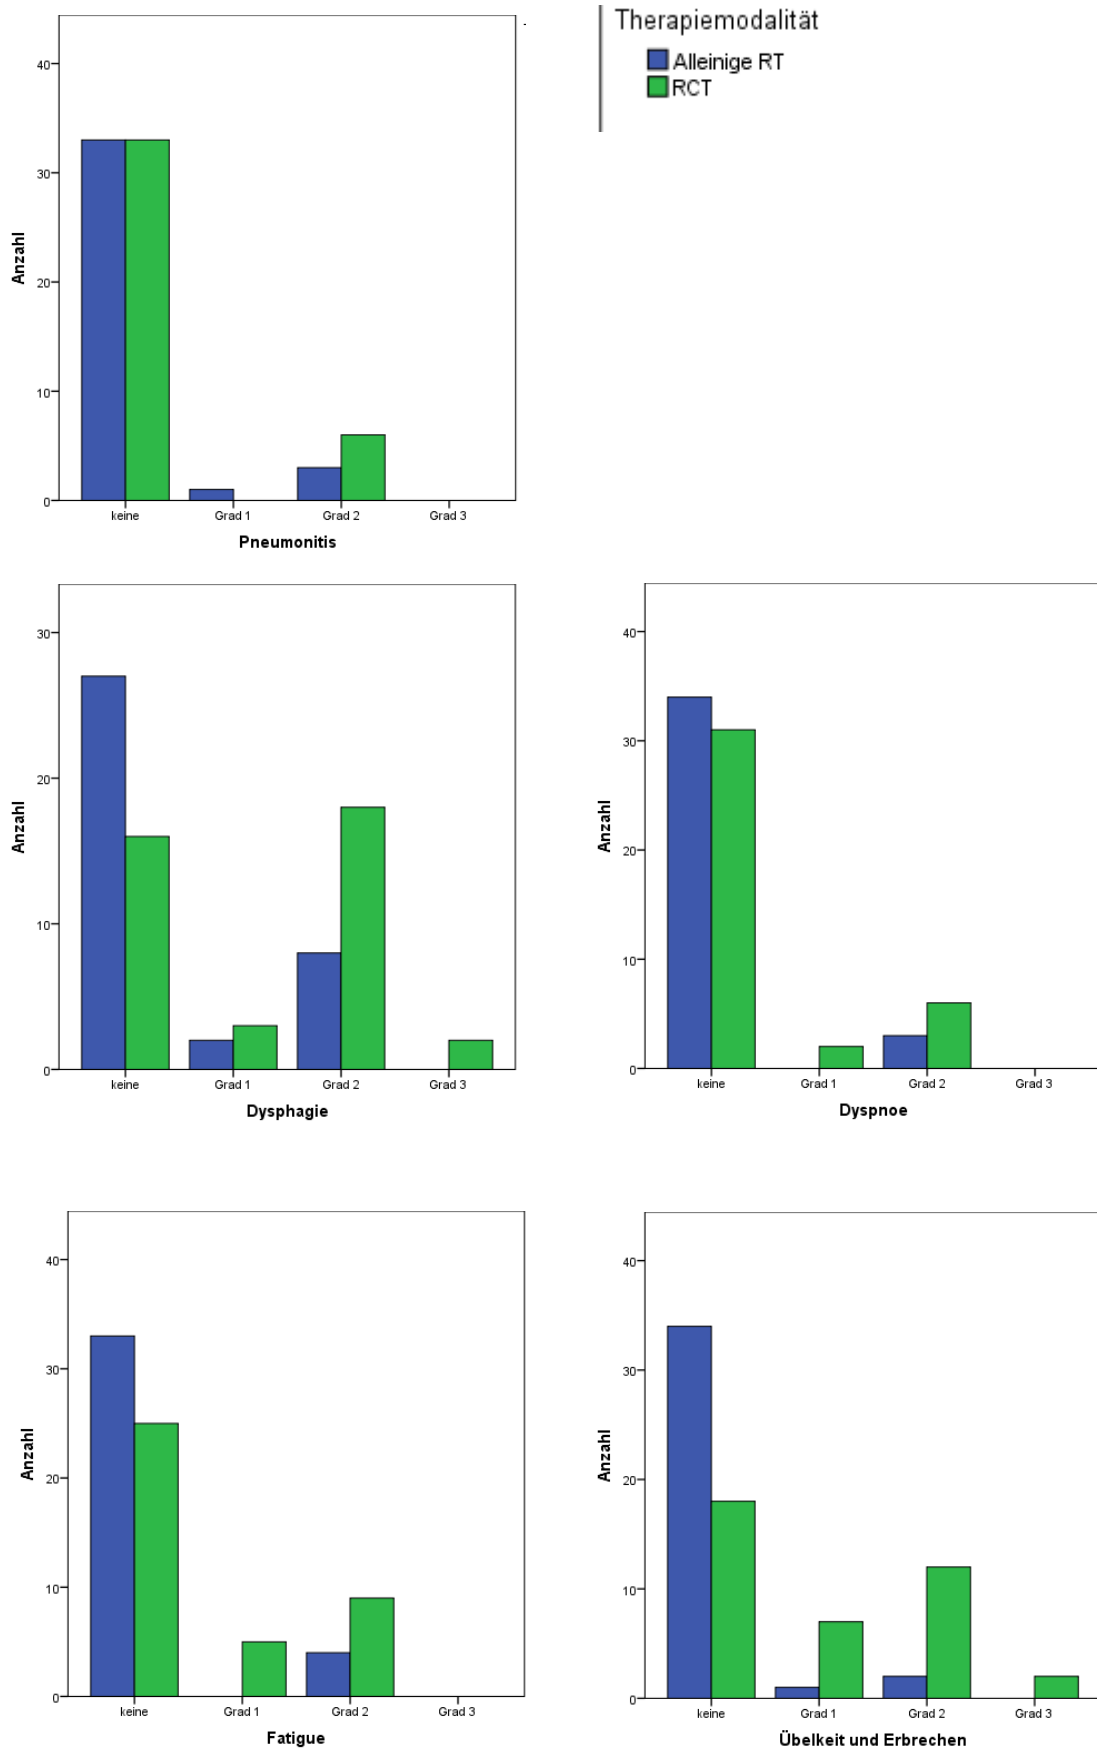 Therapiemodalität
Alleinige RT
RCT
40
30
20
10
0
Anzahl
keine Grad 1 Grad 2 Grad 3
Pneumonitis
30
20
10
0
Anzahl
keine Grad 1 Grad 2 Grad 3
Dysphagie
40
30
20
10
0
Anzahl
keine Grad 1 Grad 2 Grad 3
Dyspnoe
40
30
20
10
0
Anzahl
keine Grad 1 Grad 2 Grad 3
Fatigue
40
30
20
10
0
Anzahl
keine Grad 1 Grad 2 Grad 3
Übelkeit und Erbrechen